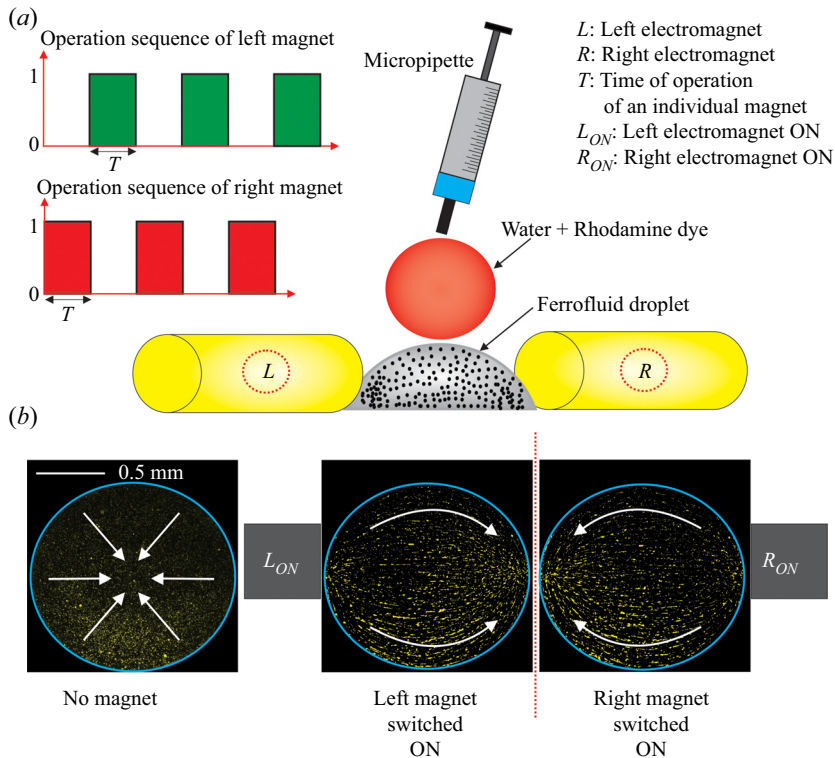 (a)
Operation sequence of left magnet
1
0
T
Operation sequence of right magnet
1
0
T
Micropipette
L: Left electromagnet
R: Right electromagnet
T: Time of operation
of an individual magnet
L_ON: Left electromagnet ON
R_ON: Right electromagnet ON
Water + Rhodamine dye
Ferrofluid droplet
L
R
(b)
0.5 mm
L_ON
R_ON
No magnet
Left magnet
switched
ON
Right magnet
switched
ON